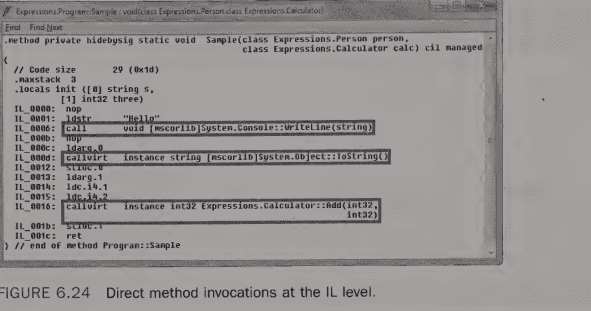 Expressions.Program::Sample : void(class Expressions.Person,class Expressions.Calculator)
Find Find Next
.method private hidebysig static void Sample(class Expressions.Person person,
class Expressions.Calculator calc) cil managed
{
// Code size 29 (0x1d)
.maxstack 3
.locals init ([0] string s,
[1] int32 three)
IL_0000: nop
IL_0001: ldstr "Hello"
IL_0006: call void [mscorlib]System.Console::WriteLine(string)
IL_000b: nop
IL_000c: ldarg.0
IL_000d: callvirt instance string [mscorlib]System.Object::ToString()
IL_0012: stloc.0
IL_0013: ldarg.1
IL_0014: ldc.i4.1
IL_0015: ldc.i4.2
IL_0016: callvirt instance int32 Expressions.Calculator::Add(int32,
int32)
IL_001b: stloc.1
IL_001c: ret
} // end of method Program::Sample
FIGURE 6.24 Direct method invocations at the IL level.